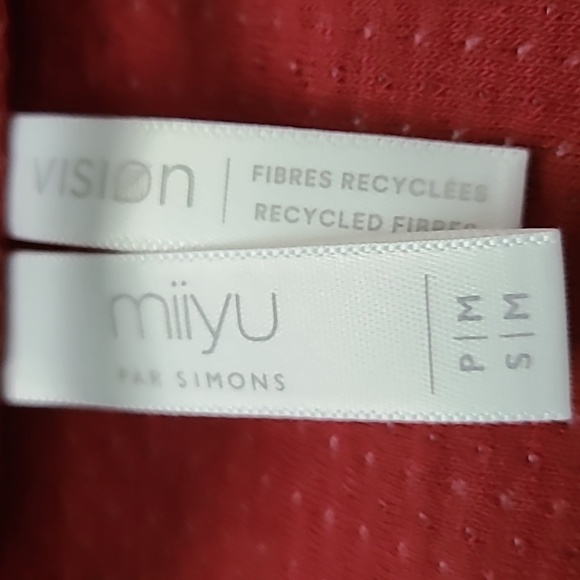 VISIOn
FIBRES RECYCLÉES
RECYCLED FIBRES
miiyu
PAR SIMONS
P|M
S|M